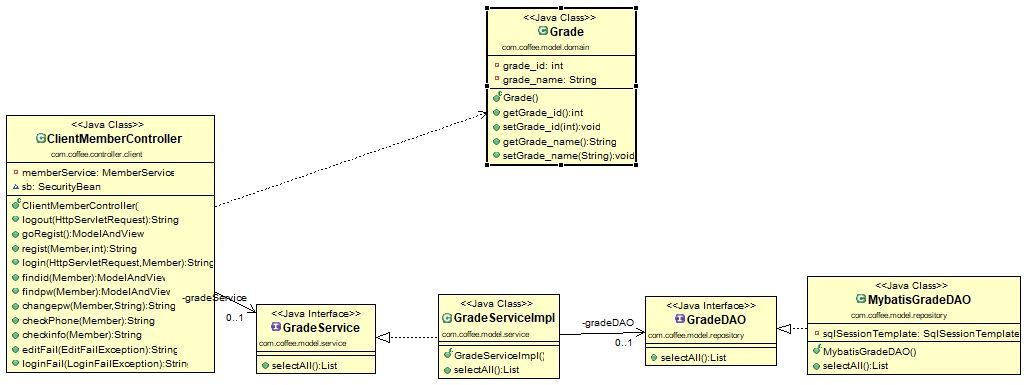 <<Java Class>>
Grade
com.coffee.model.domain
grade_id: int
grade_name: String
Grade()
getGrade_id():int
setGrade_id(int):void
getGrade_name():String
setGrade_name(String):void
<<Java Class>>
ClientMemberController
com.coffee.controller.client
memberService: MemberService
sb: SecurityBean
ClientMemberController(
logout(HttpServletRequest):String
goRegist():ModelAndView
regist(Member,int):String
login(HttpServletRequest,Member):String
findid(Member):ModelAndView
findpw(Member):ModelAndView
changepw(Member,String):String
checkPhone(Member):String
checkinfo(Member):String
editFail(EditFailException):String
loginFail(LoginFailException):String
-gradeService
0..1
<<Java Interface>>
GradeService
com.coffee.model.service
selectAll():List
<<Java Class>>
GradeServiceImpl
com.coffee.model.service
GradeServiceImpl()
selectAll():List
-gradeDAO
0..1
<<Java Interface>>
GradeDAO
com.coffee.model.repository
selectAll():List
<<Java Class>>
MybatisGradeDAO
com.coffee.model.repository
sqlSessionTemplate: SqlSessionTemplate
MybatisGradeDAO()
selectAll():List